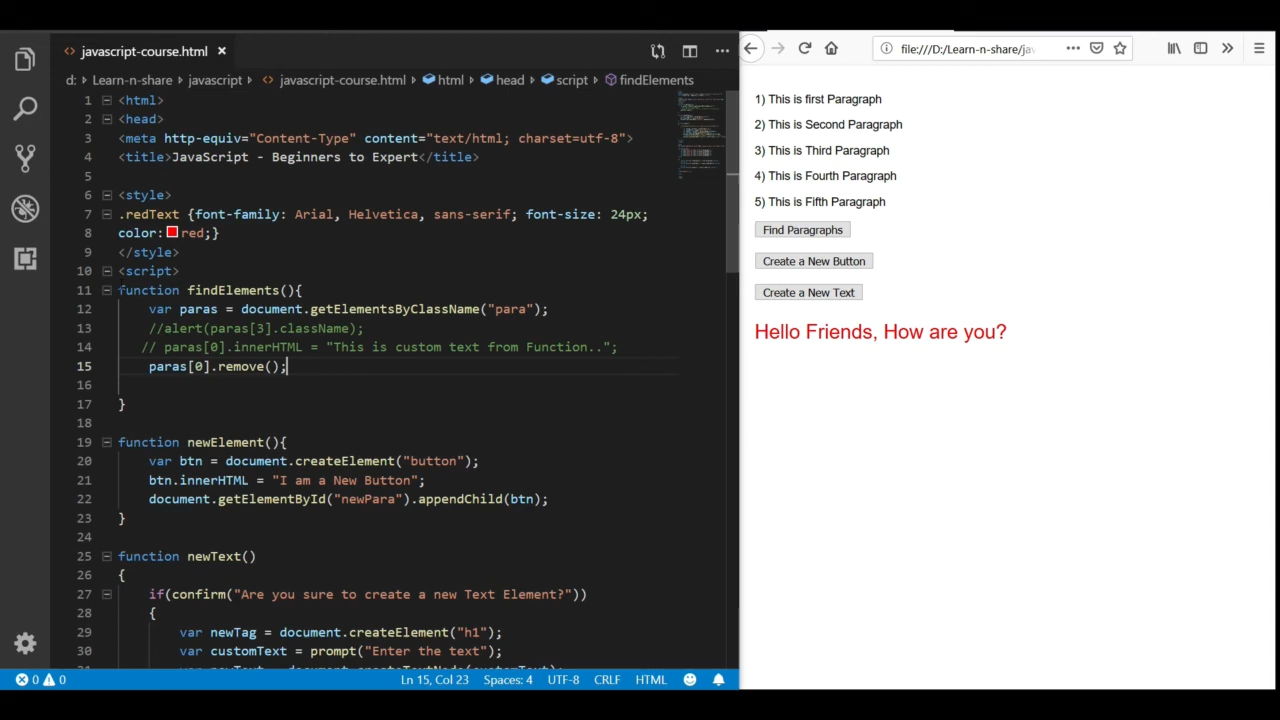 javascript-course.html
d: Learn-n-share javascript javascript-course.html html head script findElements
1 <html>
2 <head>
3 <meta http-equiv="Content-Type" content="text/html; charset=utf-8">
4 <title>JavaScript - Beginners to Expert</title>
5
6 <style>
7 .redText {font-family: Arial, Helvetica, sans-serif; font-size: 24px;
8 color: red;}
9 </style>
10 <script>
11 function findElements(){
12 var paras = document.getElementsByClassName("para");
13 //alert(paras[3].className);
14 // paras[0].innerHTML = "This is custom text from Function..";
15 paras[0].remove();
16
17 }
18
19 function newElement(){
20 var btn = document.createElement("button");
21 btn.innerHTML = "I am a New Button";
22 document.getElementById("newPara").appendChild(btn);
23 }
24
25 function newText()
26 {
27 if(confirm("Are you sure to create a new Text Element?"))
28 {
29 var newTag = document.createElement("h1");
30 var customText = prompt("Enter the text");
0 0 Ln 15, Col 23 Spaces: 4 UTF-8 CRLF HTML
file:///D:/Learn-n-share/ja
1) This is first Paragraph
2) This is Second Paragraph
3) This is Third Paragraph
4) This is Fourth Paragraph
5) This is Fifth Paragraph
Find Paragraphs
Create a New Button
Create a New Text
Hello Friends, How are you?